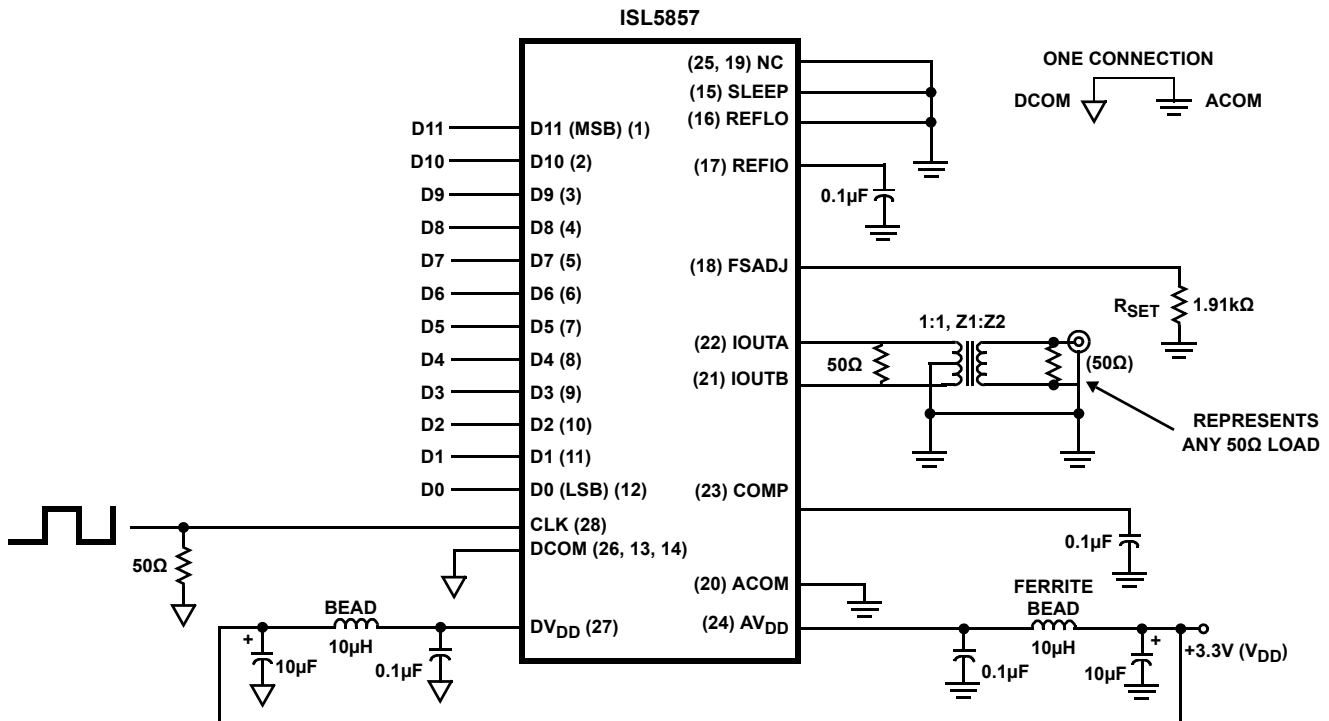 ISL5857
ONE CONNECTION
DCOM
ACOM
(25, 19) NC
(15) SLEEP
(16) REFLO
(17) REFIO
0.1µF
(18) FSADJ
RSET
1.91kΩ
D11
D11 (MSB) (1)
D10
D10 (2)
D9
D9 (3)
D8
D8 (4)
D7
D7 (5)
D6
D6 (6)
D5
D5 (7)
D4
D4 (8)
D3
D3 (9)
D2
D2 (10)
D1
D1 (11)
D0
D0 (LSB) (12)
CLK (28)
DCOM (26, 13, 14)
50Ω
1:1, Z1:Z2
(22) IOUTA
50Ω
(21) IOUTB
(50Ω)
REPRESENTS
ANY 50Ω LOAD
(23) COMP
0.1µF
(20) ACOM
(24) AVDD
FERRITE
BEAD
10µH
0.1µF
+
10µF
+3.3V (VDD)
BEAD
+
10µH
10µF
0.1µF
DVDD (27)